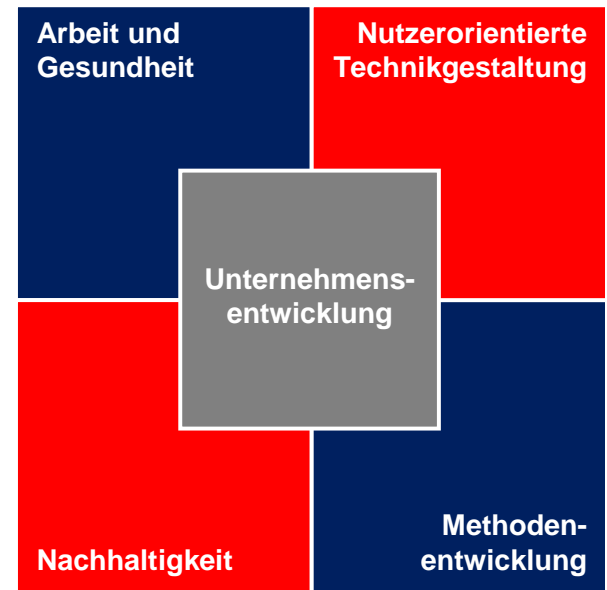 Arbeit und
Gesundheit
Nutzerorientierte
Technikgestaltung
Unternehmens-
entwicklung
Nachhaltigkeit
Methoden-
entwicklung